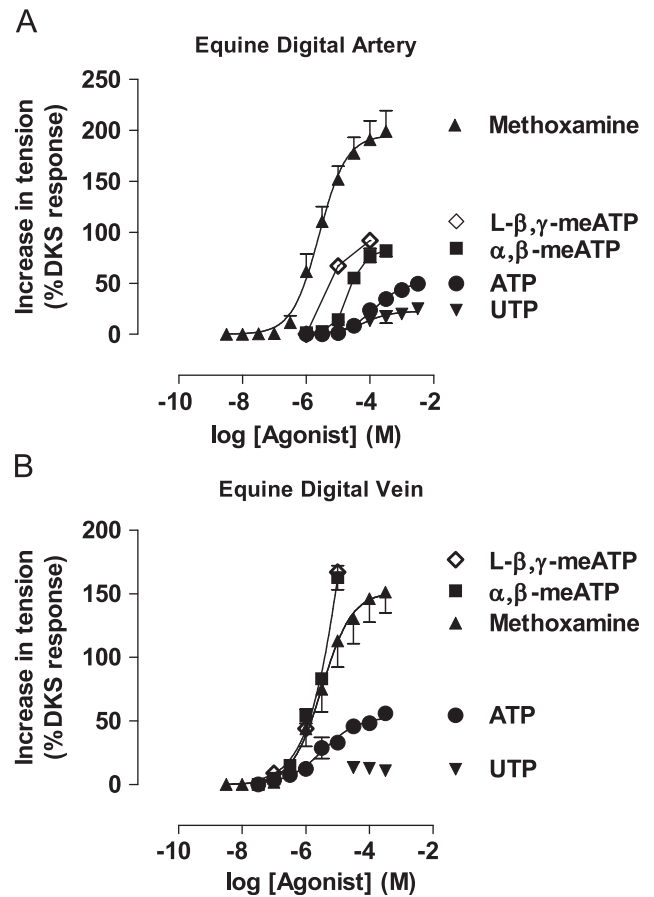 A
Equine Digital Artery
Increase in tension
(%DKS response)
250
200
150
100
50
0
Methoxamine
L-β,γ-meATP
α,β-meATP
ATP
UTP
-10 -8 -6 -4 -2
log [Agonist] (M)
B
Equine Digital Vein
Increase in tension
(%DKS response)
200
150
100
50
0
L-β,γ-meATP
α,β-meATP
Methoxamine
ATP
UTP
-10 -8 -6 -4 -2
log [Agonist] (M)